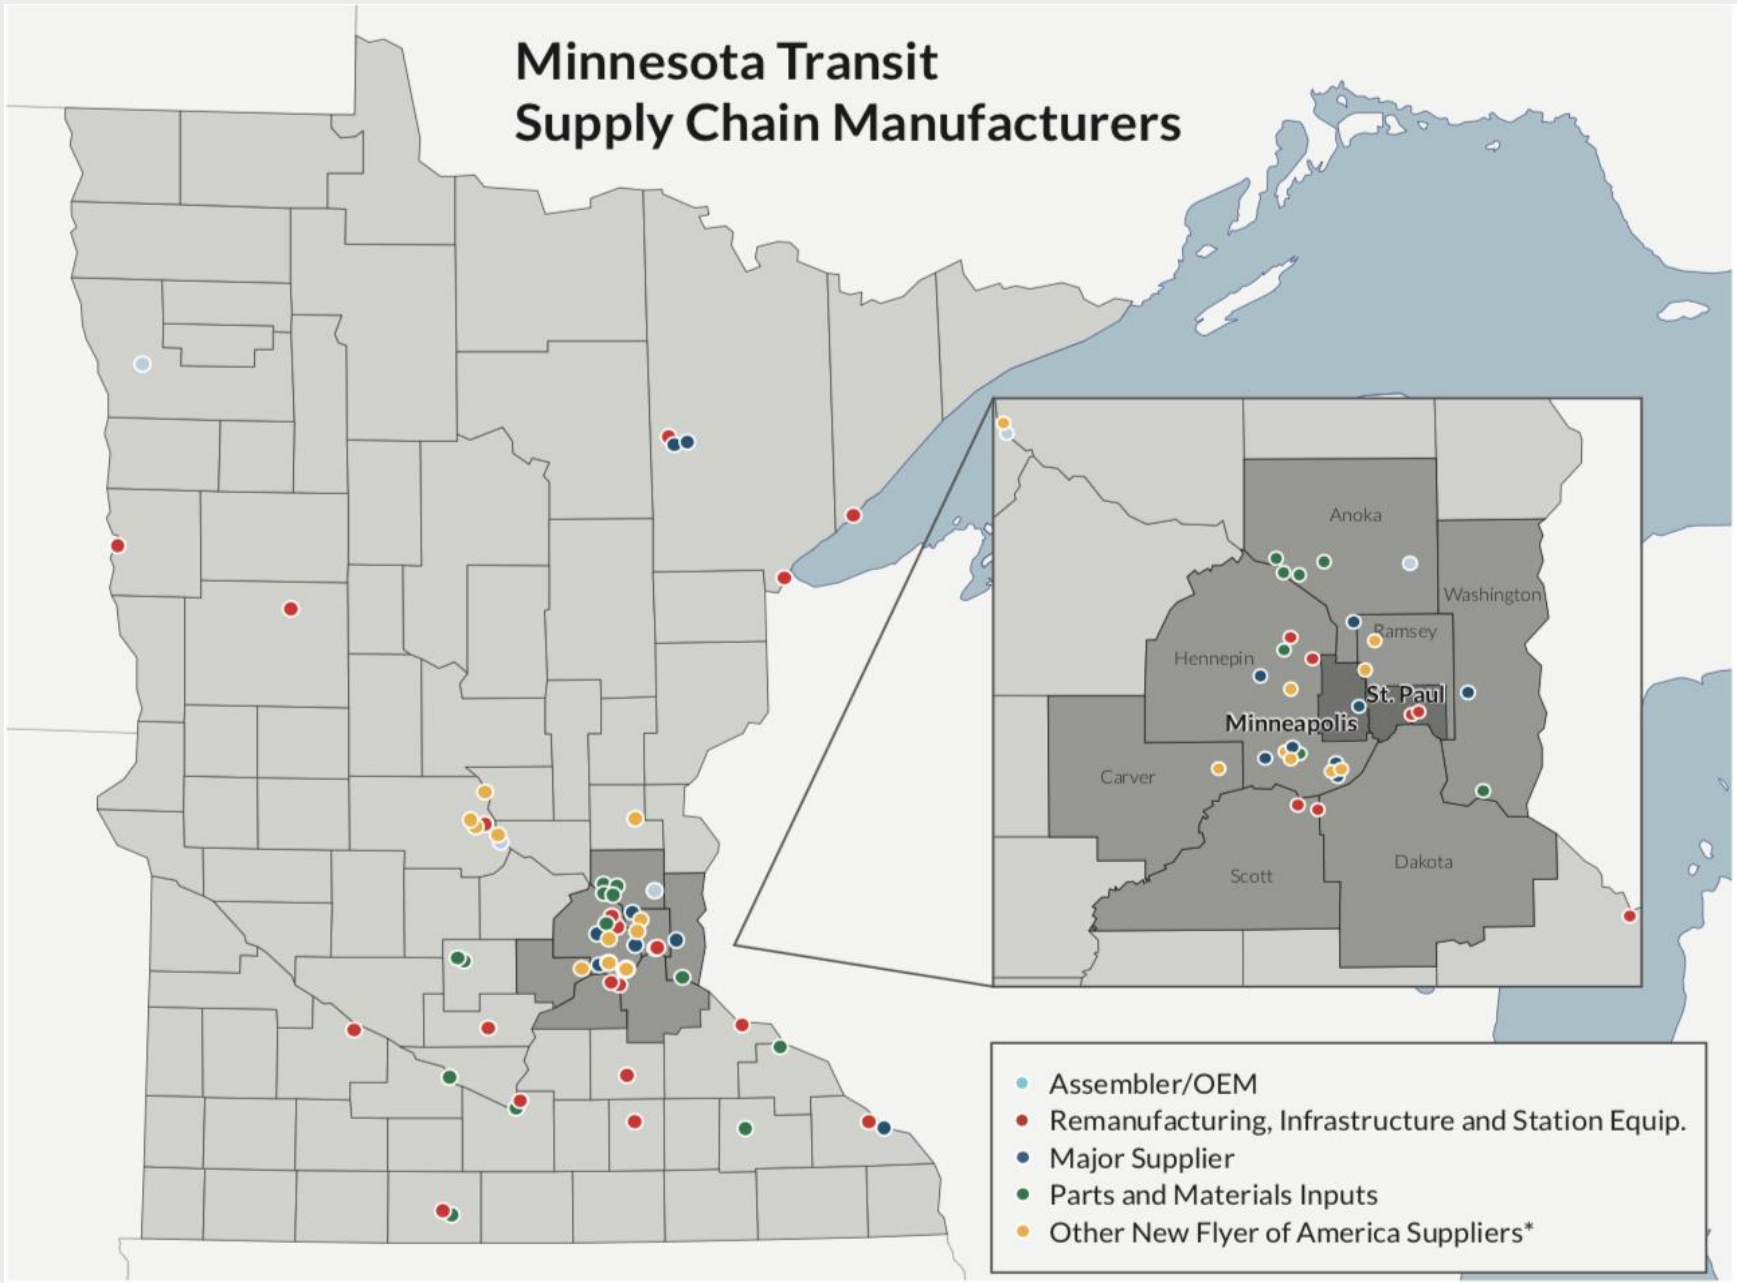 Minnesota Transit
Supply Chain Manufacturers
Anoka
Washington
Ramsey
Hennepin
St. Paul
Minneapolis
Carver
Scott
Dakota
Assembler/OEM
Remanufacturing, Infrastructure and Station Equip.
Major Supplier
Parts and Materials Inputs
Other New Flyer of America Suppliers*